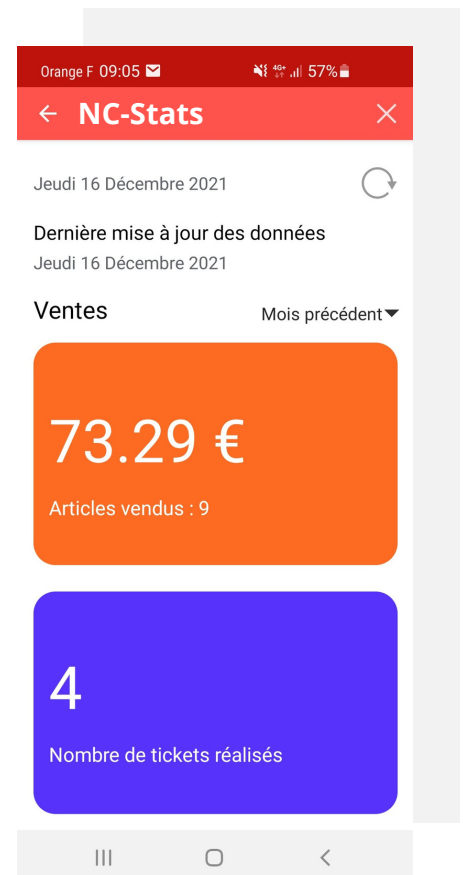 Orange F 09:05 4G+ 57%
NC-Stats
Jeudi 16 Décembre 2021
Dernière mise à jour des données
Jeudi 16 Décembre 2021
Ventes Mois précédent
73.29 €
Articles vendus : 9
4
Nombre de tickets réalisés